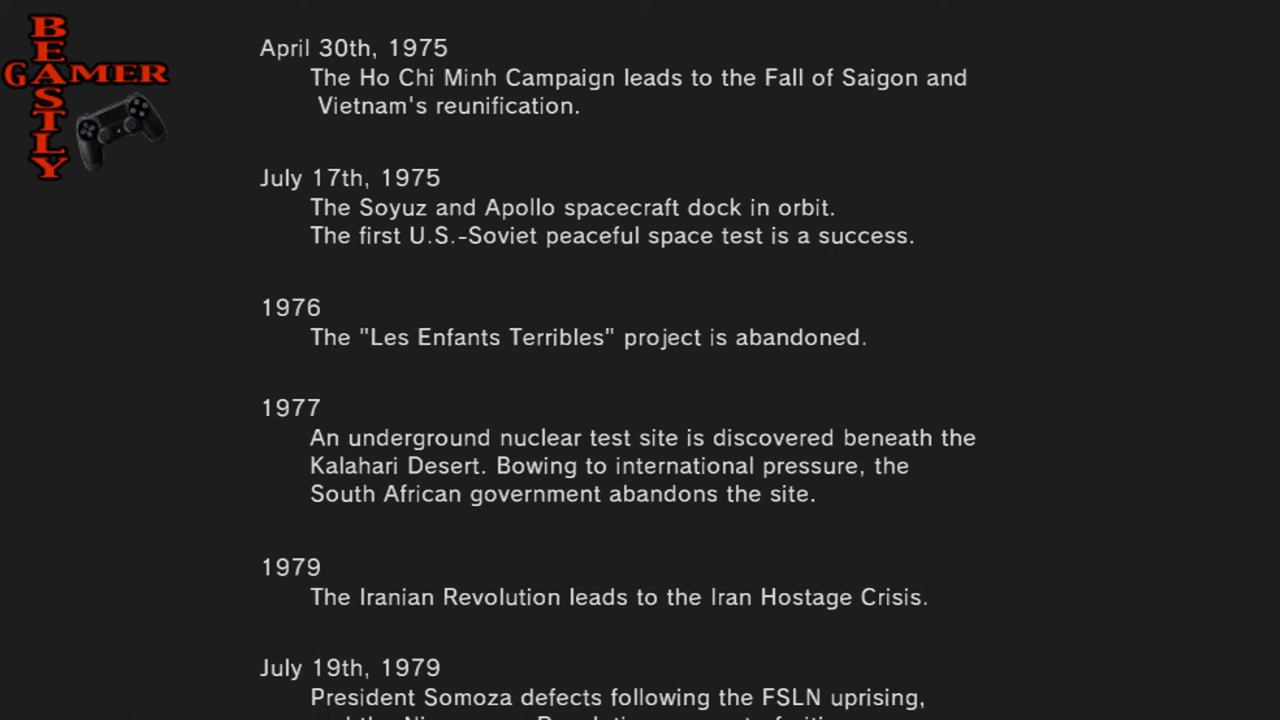 BEASTLY
GAMER
April 30th, 1975
The Ho Chi Minh Campaign leads to the Fall of Saigon and
Vietnam's reunification.
July 17th, 1975
The Soyuz and Apollo spacecraft dock in orbit.
The first U.S.-Soviet peaceful space test is a success.
1976
The "Les Enfants Terribles" project is abandoned.
1977
An underground nuclear test site is discovered beneath the
Kalahari Desert. Bowing to international pressure, the
South African government abandons the site.
1979
The Iranian Revolution leads to the Iran Hostage Crisis.
July 19th, 1979
President Somoza defects following the FSLN uprising,